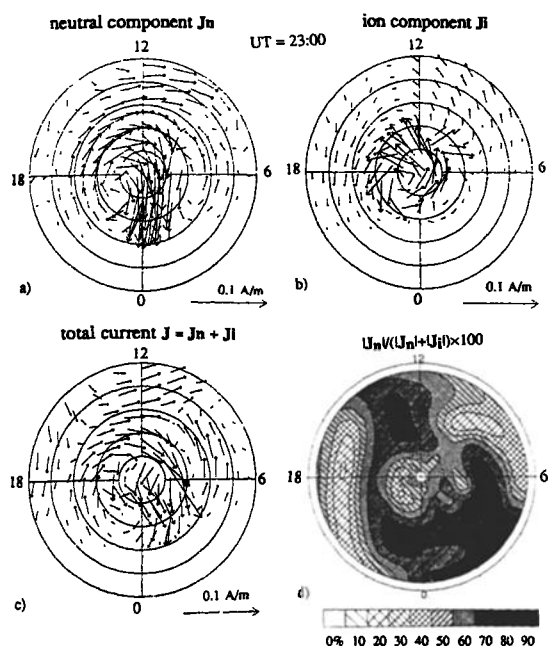 neutral component Jn
ion component Ji
UT = 23:00
12
18
6
0
a)
0.1 A/m
12
18
6
0
b)
0.1 A/m
total current J = Jn + Ji
|Jn|/(|Jn|+|Ji|)×100
12
18
6
0
c)
0.1 A/m
12
18
6
0
d)
0% 10 20 30 40 50 60 70 80 90